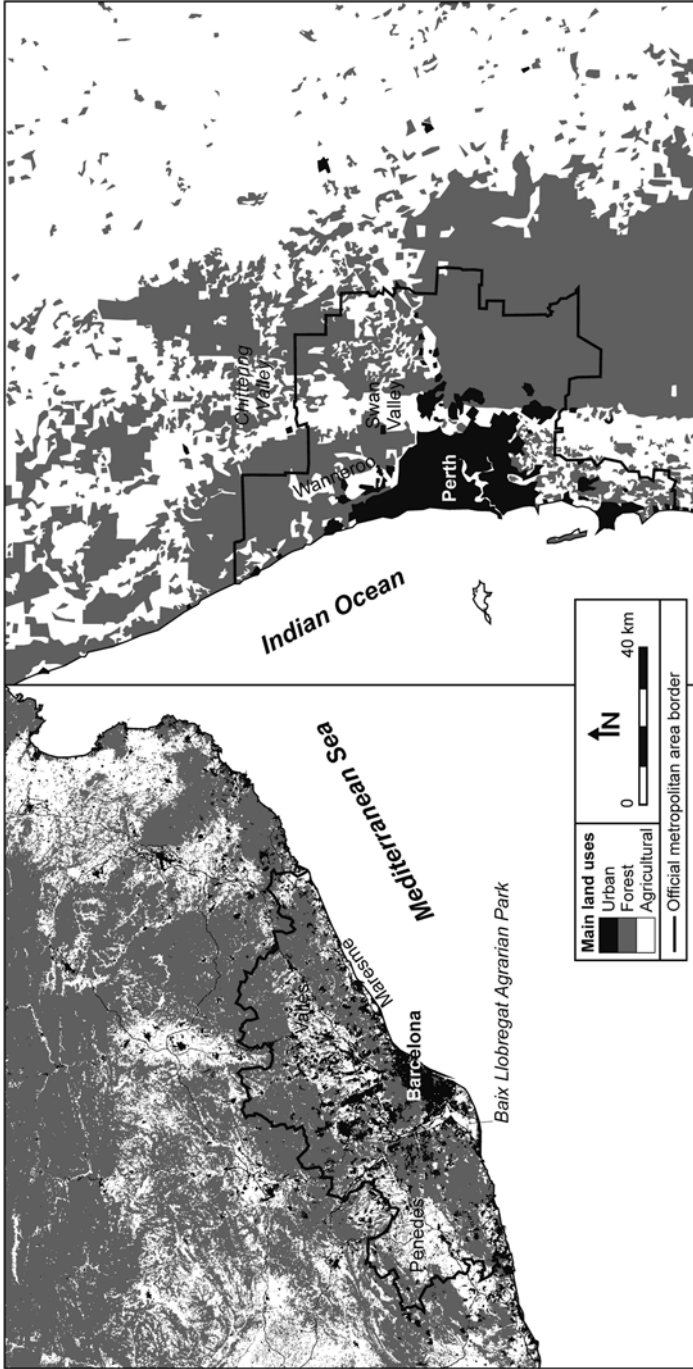 Mediterranean Sea
Valles
Maresme
Barcelona
Penedès
Baix Llobregat Agrarian Park
Chittering
Valley
Wanneroo
Swan
Valley
Perth
Indian Ocean
Main land uses
Urban
Forest
Agricultural
N
0
40 km
Official metropolitan area border